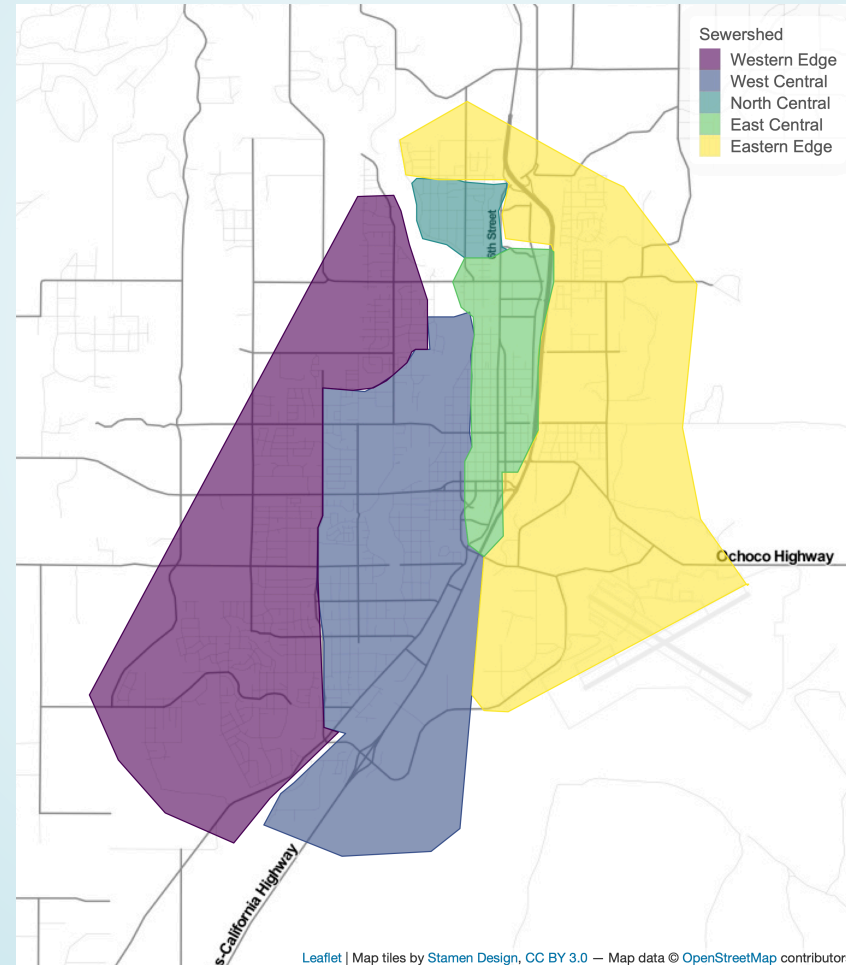 Sewershed
Western Edge
West Central
North Central
East Central
Eastern Edge
5th Street
Ochoco Highway
s-California Highway
Leaflet | Map tiles by Stamen Design, CC BY 3.0 — Map data © OpenStreetMap contributor